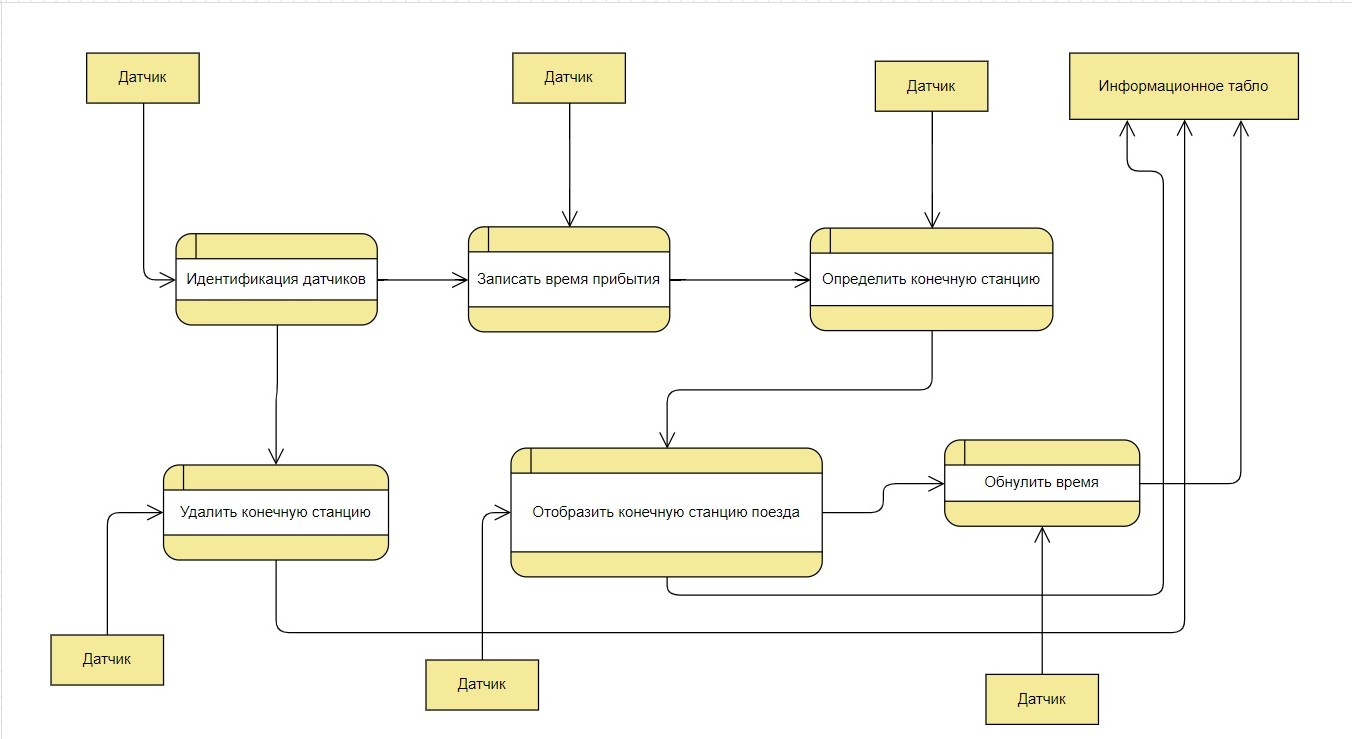 Датчик
Датчик
Датчик
Информационное табло
Идентификация датчиков
Записать время прибытия
Определить конечную станцию
Удалить конечную станцию
Отобразить конечную станцию поезда
Обнулить время
Датчик
Датчик
Датчик